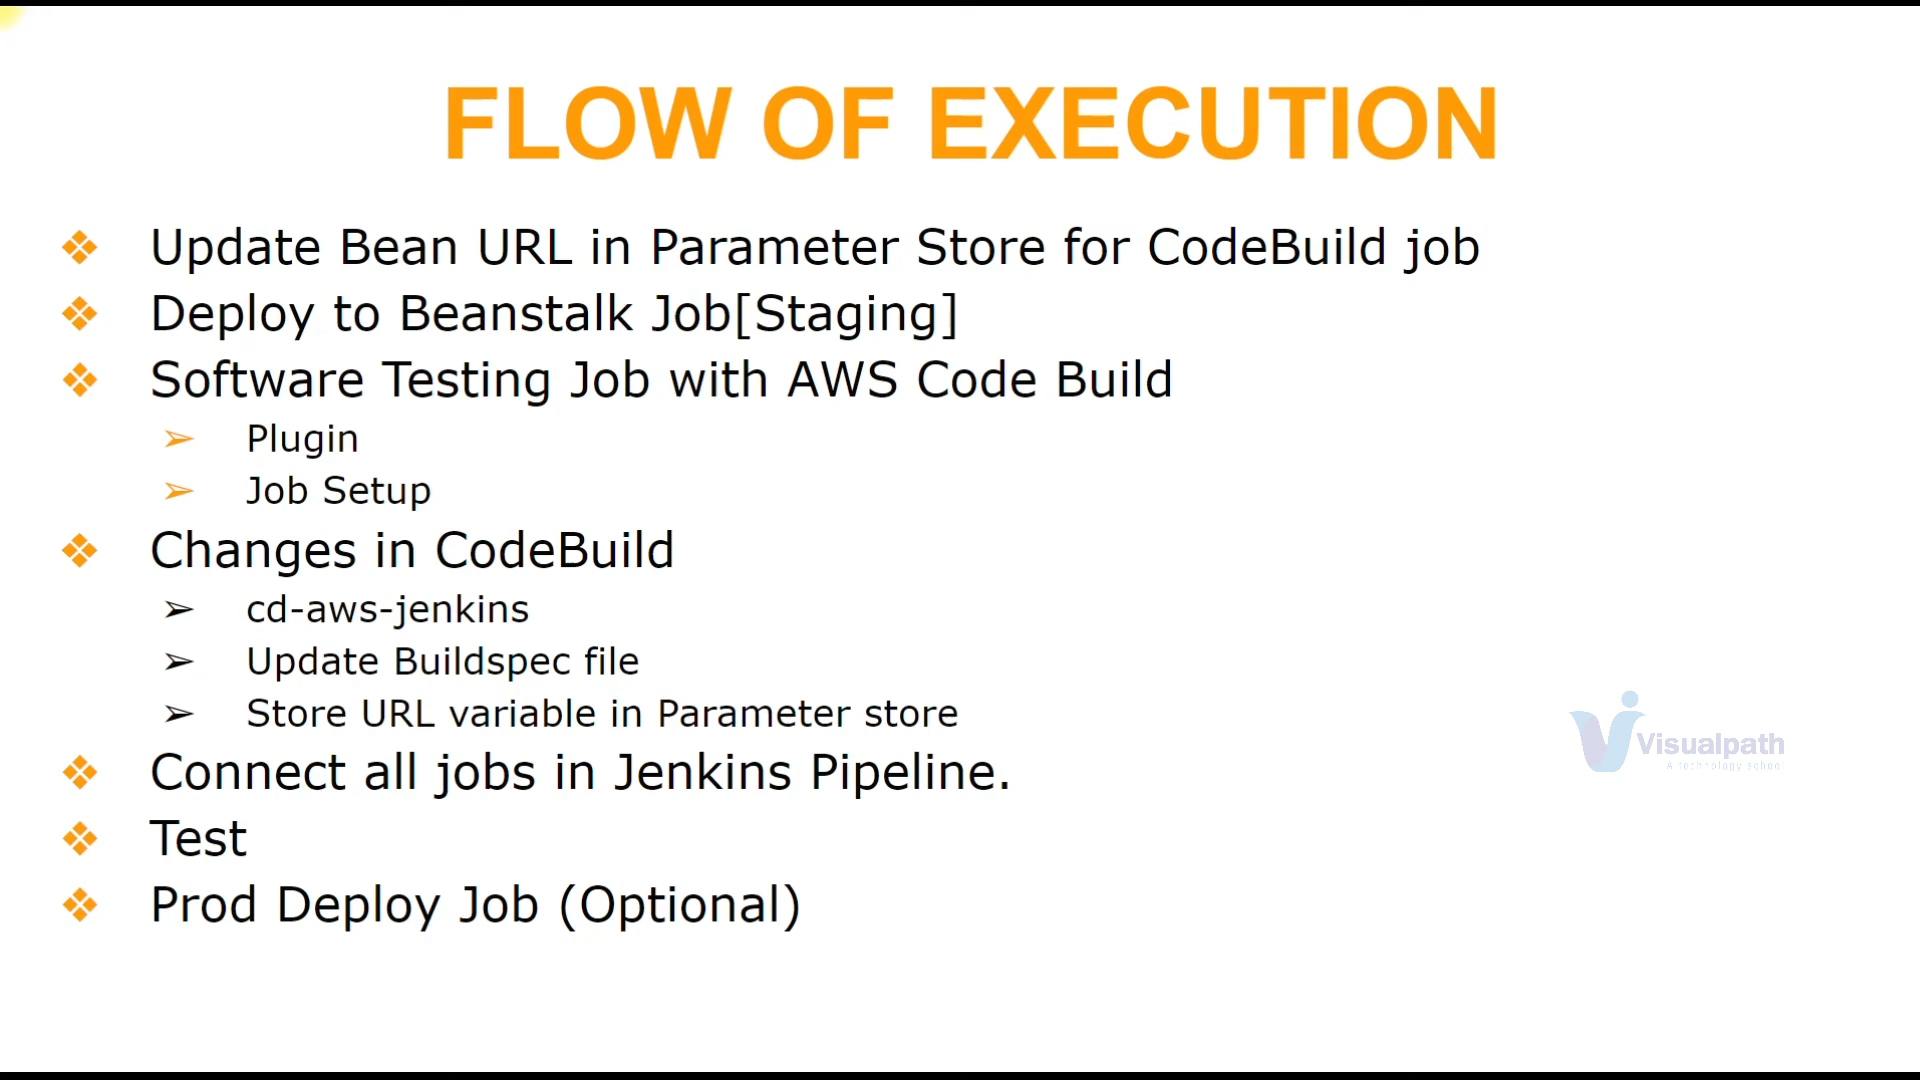 FLOW OF EXECUTION
❖ Update Bean URL in Parameter Store for CodeBuild job
❖ Deploy to Beanstalk Job[Staging]
❖ Software Testing Job with AWS Code Build
➢ Plugin
➢ Job Setup
❖ Changes in CodeBuild
➢ cd-aws-jenkins
➢ Update Buildspec file
➢ Store URL variable in Parameter store
❖ Connect all jobs in Jenkins Pipeline.
❖ Test
❖ Prod Deploy Job (Optional)
Visualpath
A technology school